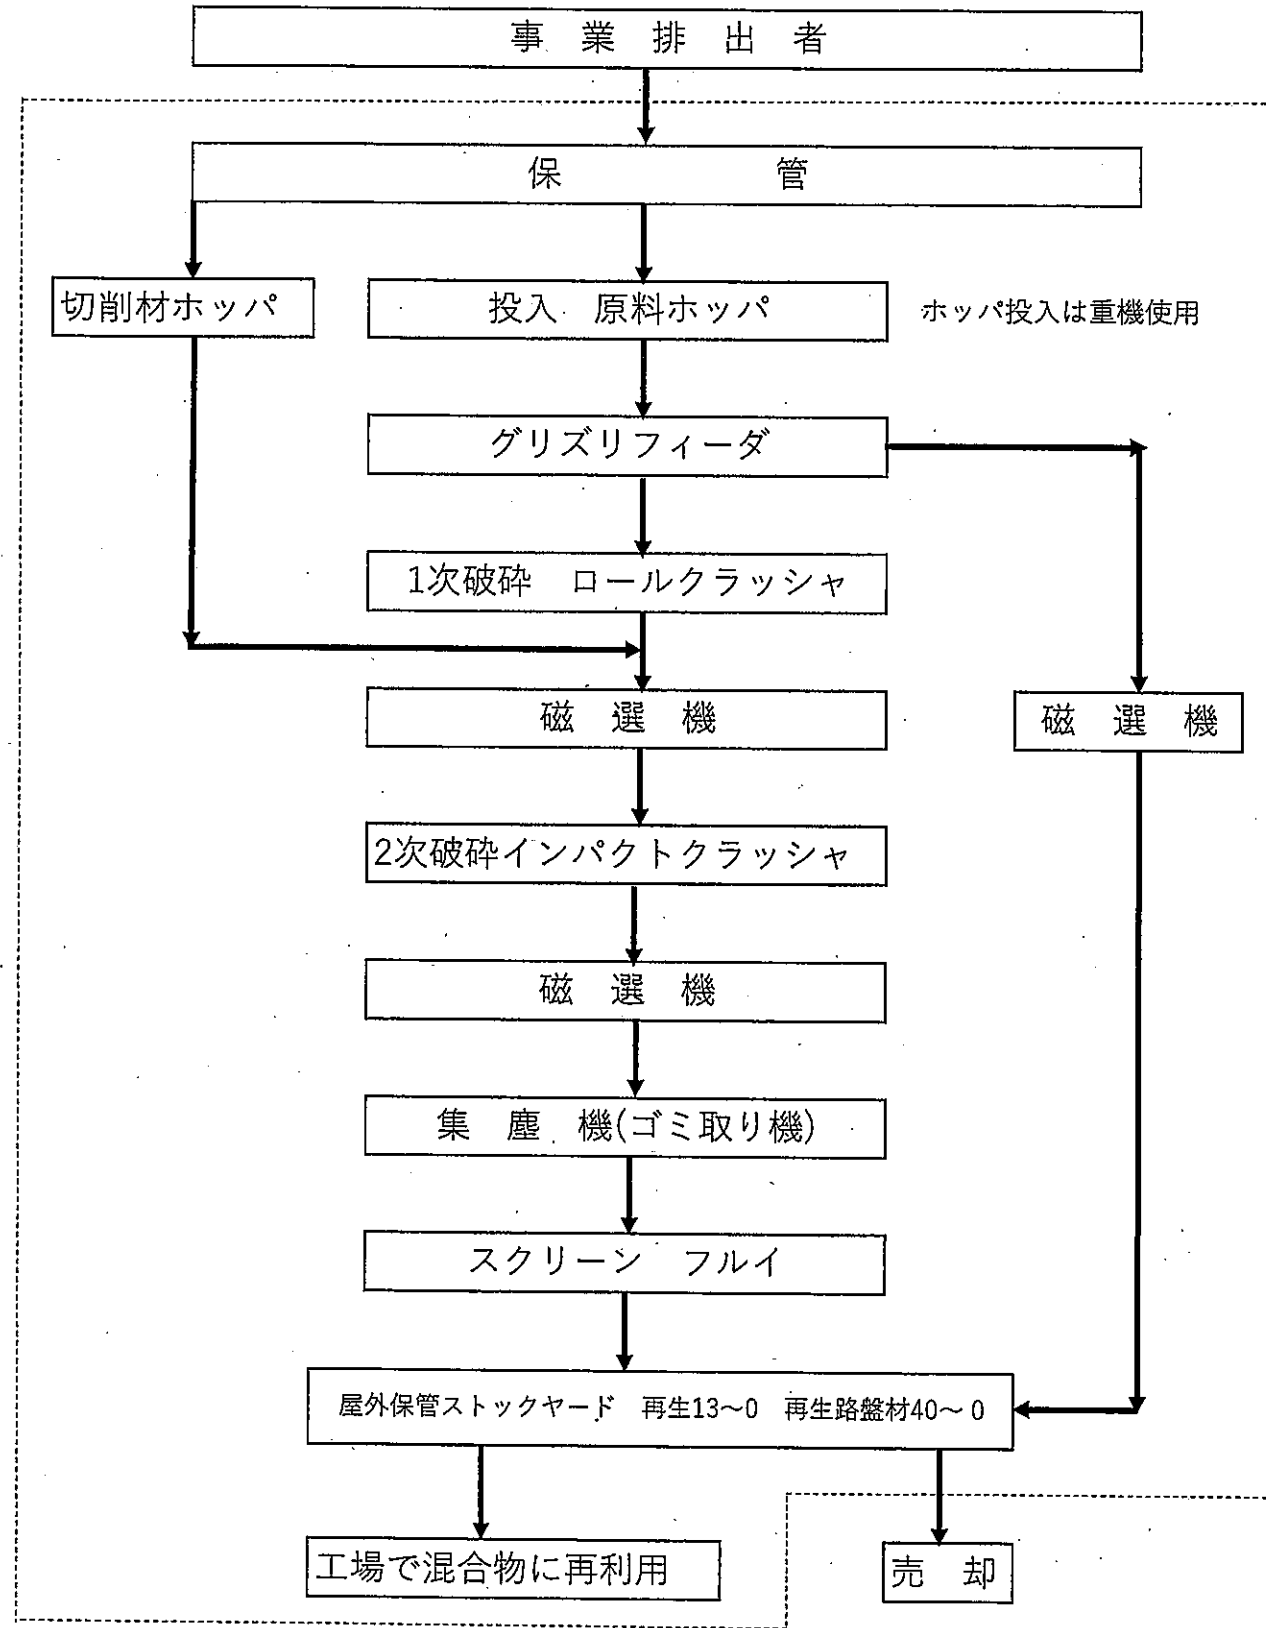 事　業　排　出　者
保　　　　　　管
切削材ホッパ
投入　原料ホッパ
ホッパ投入は重機使用
グリズリフィーダ
1次破砕　ロールクラッシャ
磁　選　機
磁　選　機
2次破砕インパクトクラッシャ
磁　選　機
集　塵　機(ゴミ取り機)
スクリーン　フルイ
屋外保管ストックヤード　再生13～0　再生路盤材40～0
工場で混合物に再利用
売　却